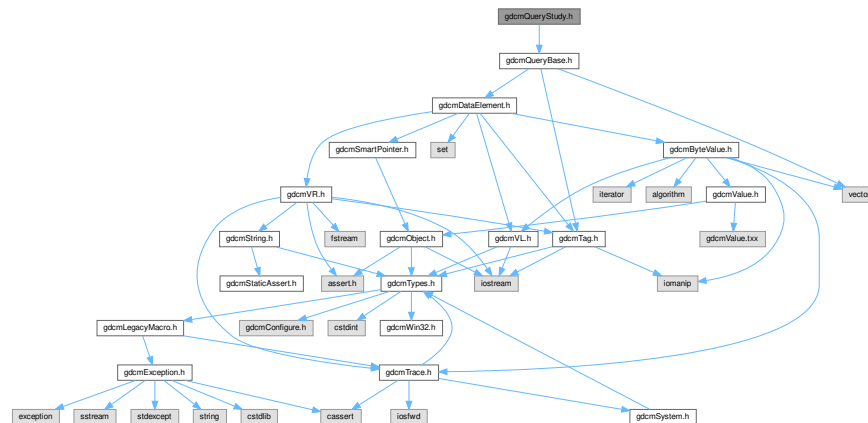 gdcmQueryStudy.h
gdcmQueryBase.h
gdcmDataElement.h
gdcmSmartPointer.h
set
gdcmByteValue.h
gdcmVR.h
iterator
algorithm
gdcmValue.h
vector
gdcmString.h
fstream
gdcmObject.h
gdcmVL.h
gdcmTag.h
gdcmValue.txx
gdcmStaticAssert.h
assert.h
gdcmTypes.h
iostream
iomanip
gdcmLegacyMacro.h
gdcmConfigure.h
cstdint
gdcmWin32.h
gdcmException.h
gdcmTrace.h
exception
sstream
stdexcept
string
cstdlib
cassert
iosfwd
gdcmSystem.h